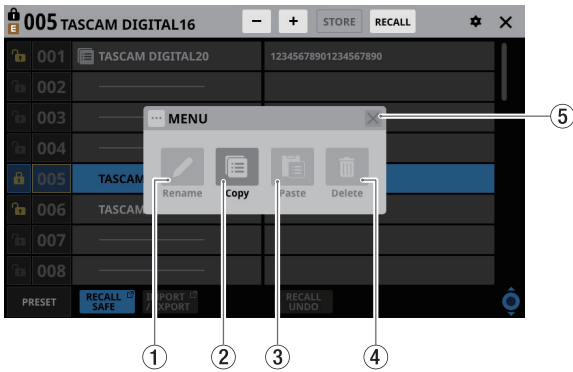 E 005 TASCAM DIGITAL16 − + STORE RECALL
001 TASCAM DIGITAL20 12345678901234567890
002
003
MENU
⑤
004
005 TASCAM
Rename Copy Paste Delete
006 TASCAM
007
008
PRESET RECALL SAFE IMPORT / EXPORT RECALL UNDO
① ② ③ ④